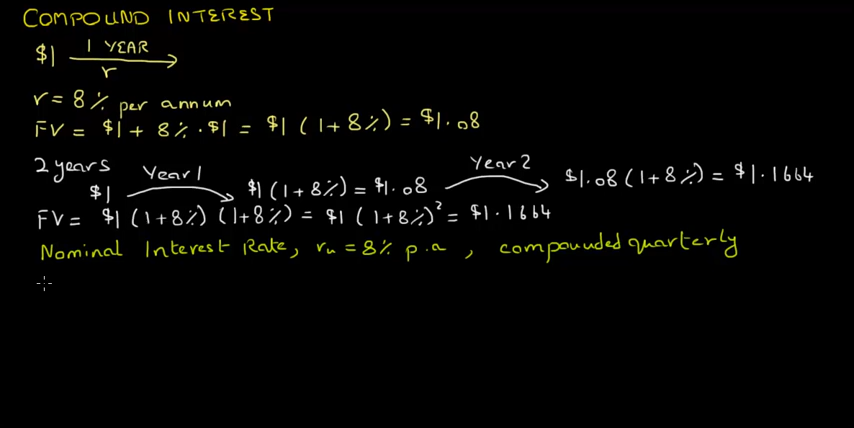 COMPOUND INTEREST
$1 1 YEAR
r
r = 8% per annum
FV = $1 + 8% · $1 = $1 (1+8%) = $1.08
2 years
$1 Year 1 $1 (1+8%) = $1.08 Year 2 $1.08 (1+8%) = $1.1664
FV = $1 (1+8%) (1+8%) = $1 (1+8%)² = $1.1664
Nominal Interest Rate, rₙ = 8% p.a, compounded quarterly